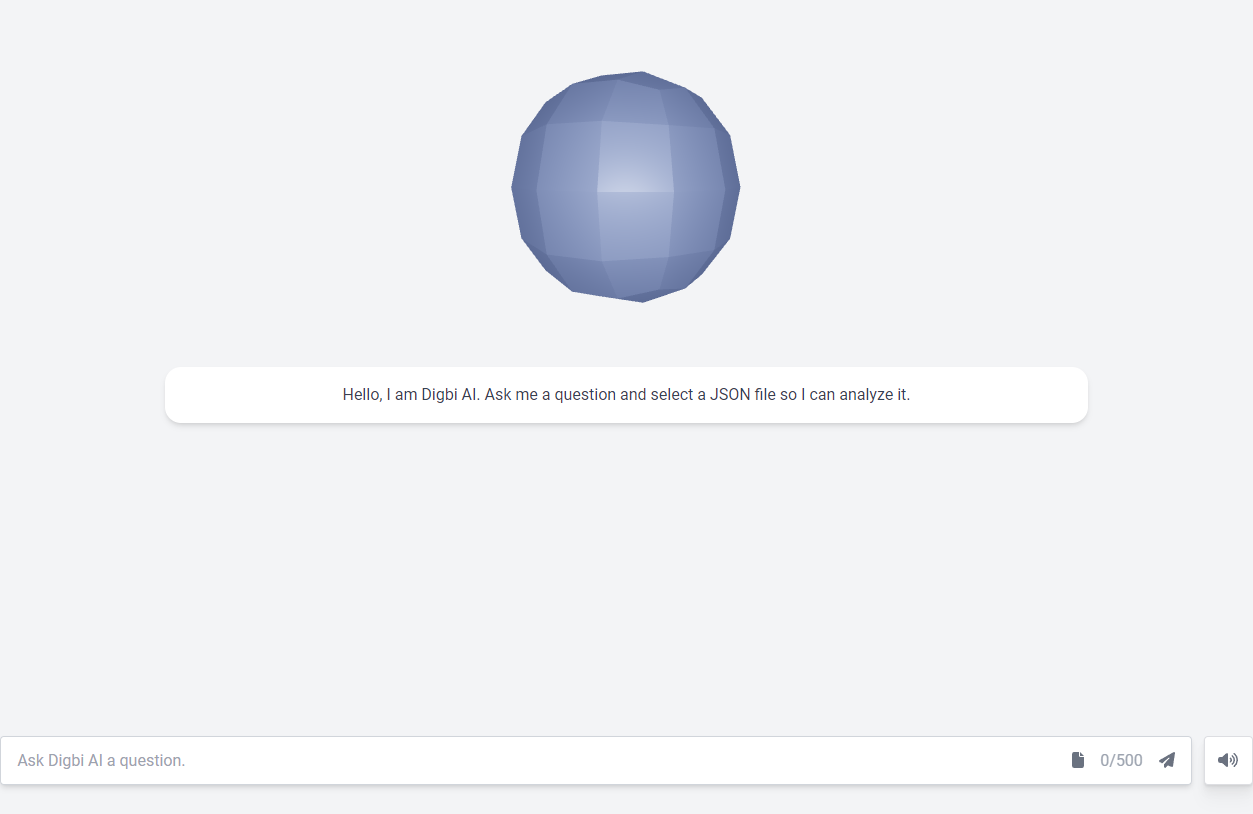 Hello, I am Digbi AI. Ask me a question and select a JSON file so I can analyze it.
Ask Digbi AI a question.
0/500